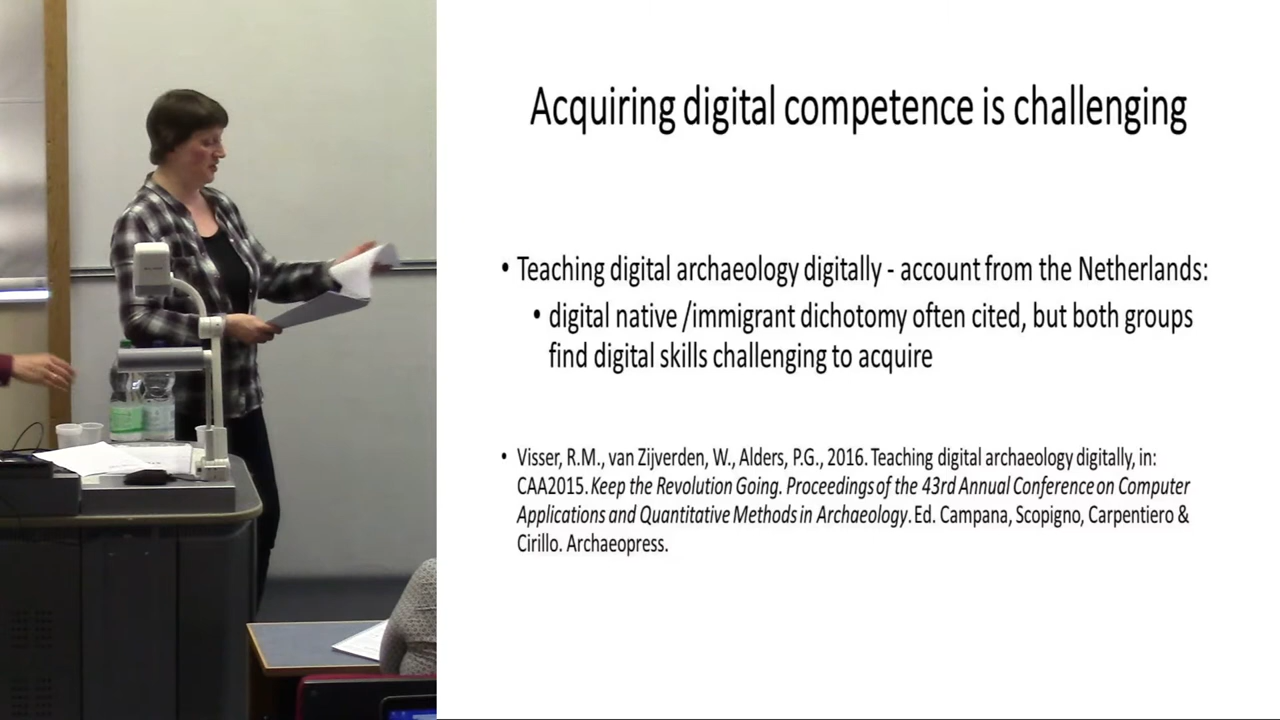 Acquiring digital competence is challenging
• Teaching digital archaeology digitally - account from the Netherlands:
• digital native /immigrant dichotomy often cited, but both groups
find digital skills challenging to acquire
• Visser, R.M., van Zijverden, W., Alders, P.G., 2016. Teaching digital archaeology digitally, in:
CAA2015. Keep the Revolution Going. Proceedings of the 43rd Annual Conference on Computer
Applications and Quantitative Methods in Archaeology. Ed. Campana, Scopigno, Carpentiero &
Cirillo. Archaeopress.